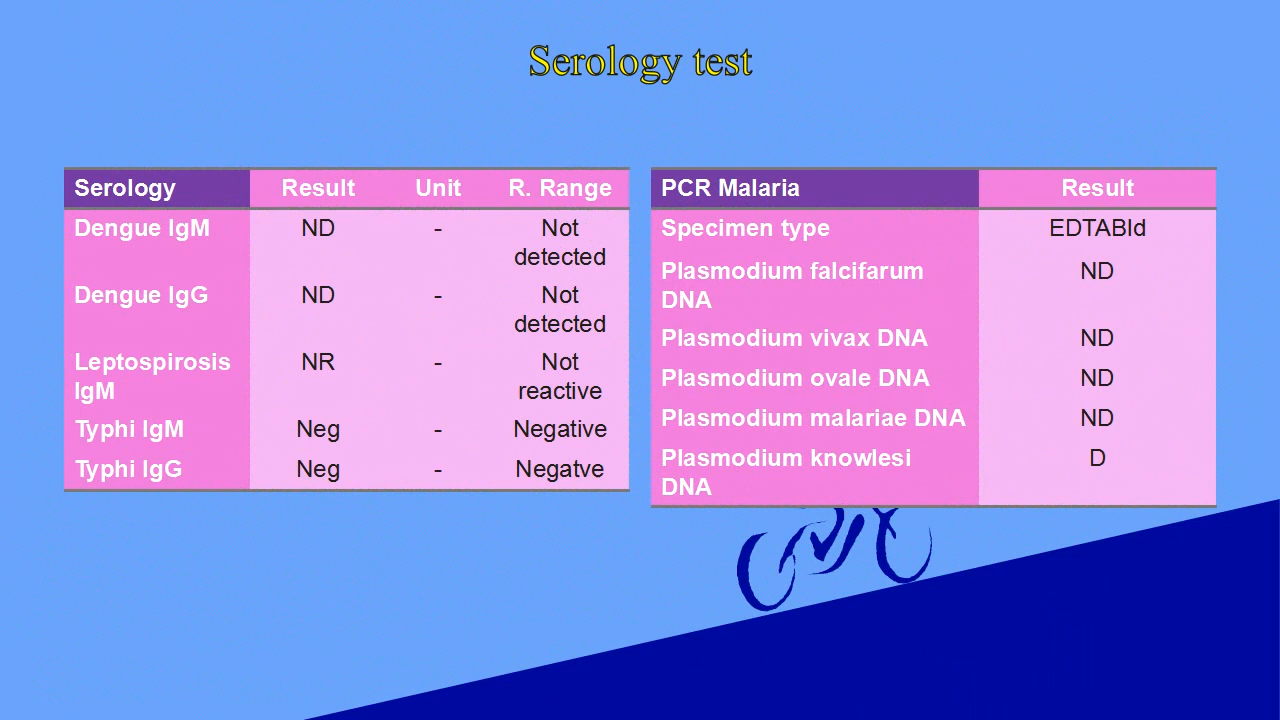 Serology test
Serology Result Unit R. Range
Dengue IgM ND - Not
detected
Dengue IgG ND - Not
detected
Leptospirosis NR - Not
IgM reactive
Typhi IgM Neg - Negative
Typhi IgG Neg - Negatve
PCR Malaria Result
Specimen type EDTABld
Plasmodium falcifarum ND
DNA
Plasmodium vivax DNA ND
Plasmodium ovale DNA ND
Plasmodium malariae DNA ND
Plasmodium knowlesi D
DNA